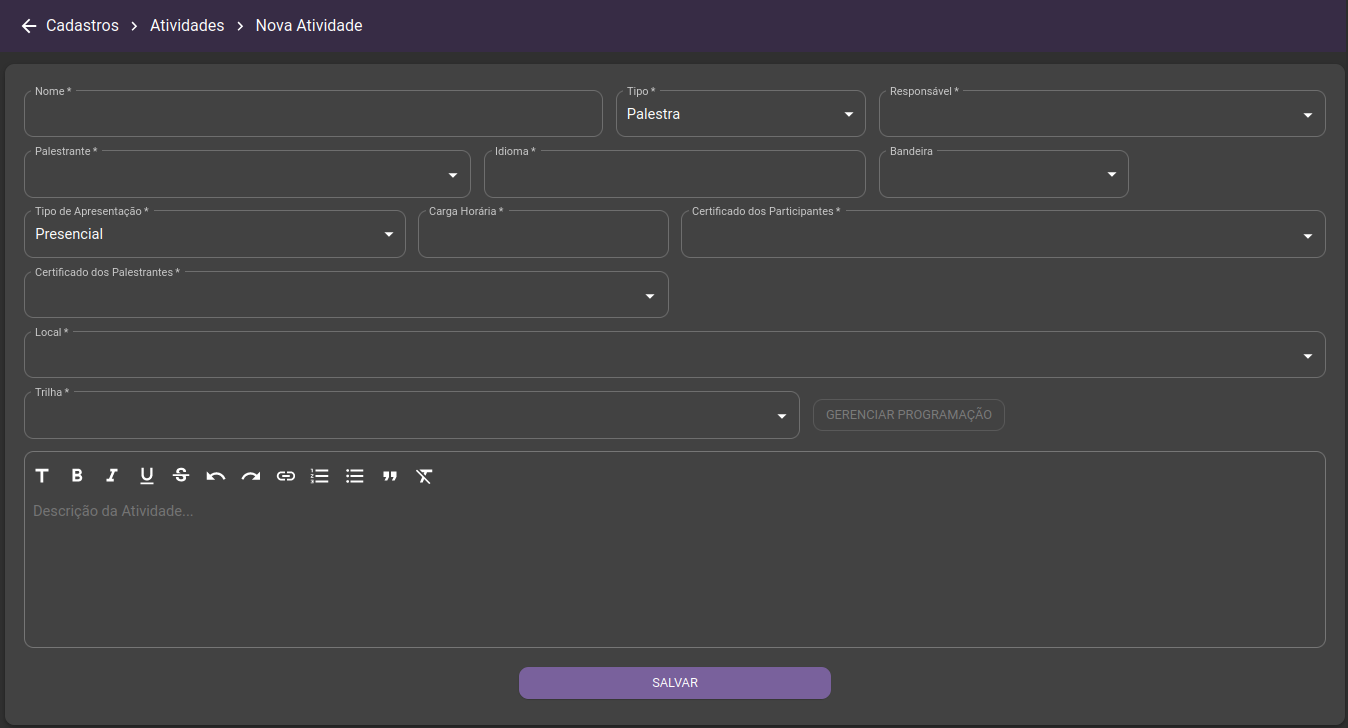 Cadastros > Atividades > Nova Atividade
Nome *
Tipo *
Palestra
Responsável *
Palestrante *
Idioma *
Bandeira
Tipo de Apresentação *
Presencial
Carga Horária *
Certificado dos Participantes *
Certificado dos Palestrantes *
Local *
Trilha *
GERENCIAR PROGRAMAÇÃO
Descrição da Atividade...
SALVAR